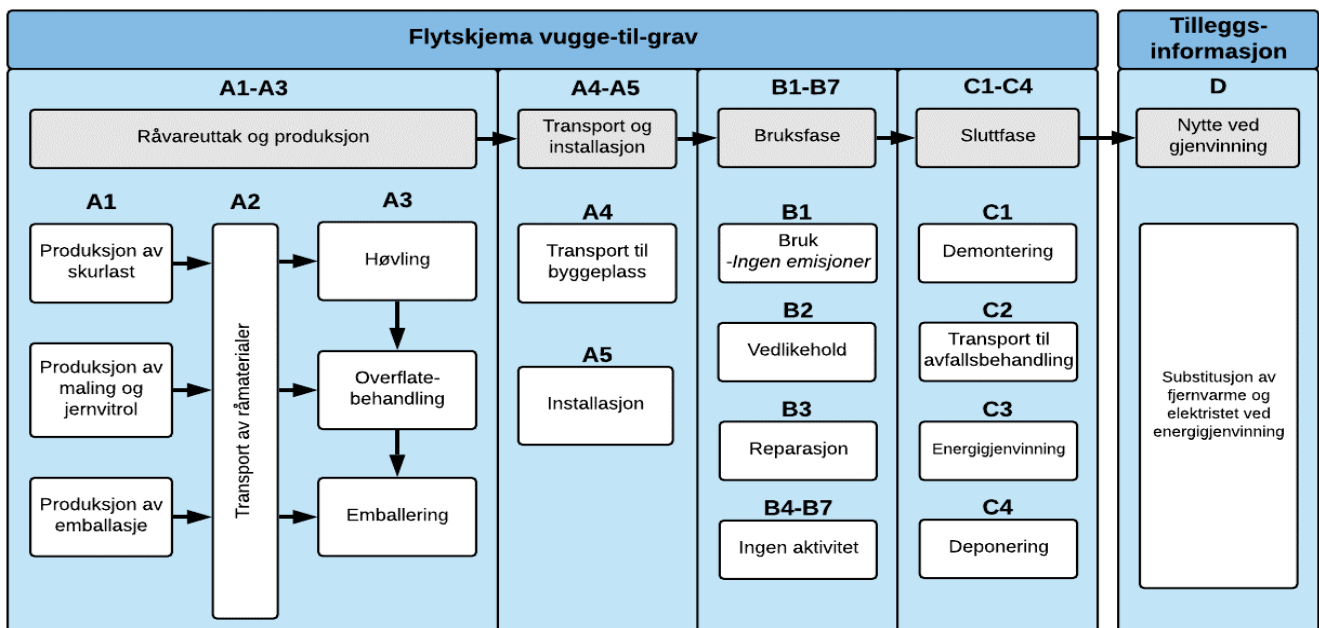 Flytskjema vugge-til-grav
Tilleggs-
informasjon
A1-A3
Råvareuttak og produksjon
A1
Produksjon av
skurlast
Produksjon av
maling og
jernvitrol
Produksjon av
emballasje
A2
Transport av råmaterialer
A3
Høvling
Overflate-
behandling
Emballering
A4-A5
Transport og
installasjon
A4
Transport til
byggeplass
A5
Installasjon
B1-B7
Bruksfase
B1
Bruk
-Ingen emisjoner
B2
Vedlikehold
B3
Reparasjon
B4-B7
Ingen aktivitet
C1-C4
Sluttfase
C1
Demontering
C2
Transport til
avfallsbehandling
C3
Energigjenvinning
C4
Deponering
D
Nytte ved
gjenvinning
Substitusjon av
fjernvarme og
elektristet ved
energigjenvinning